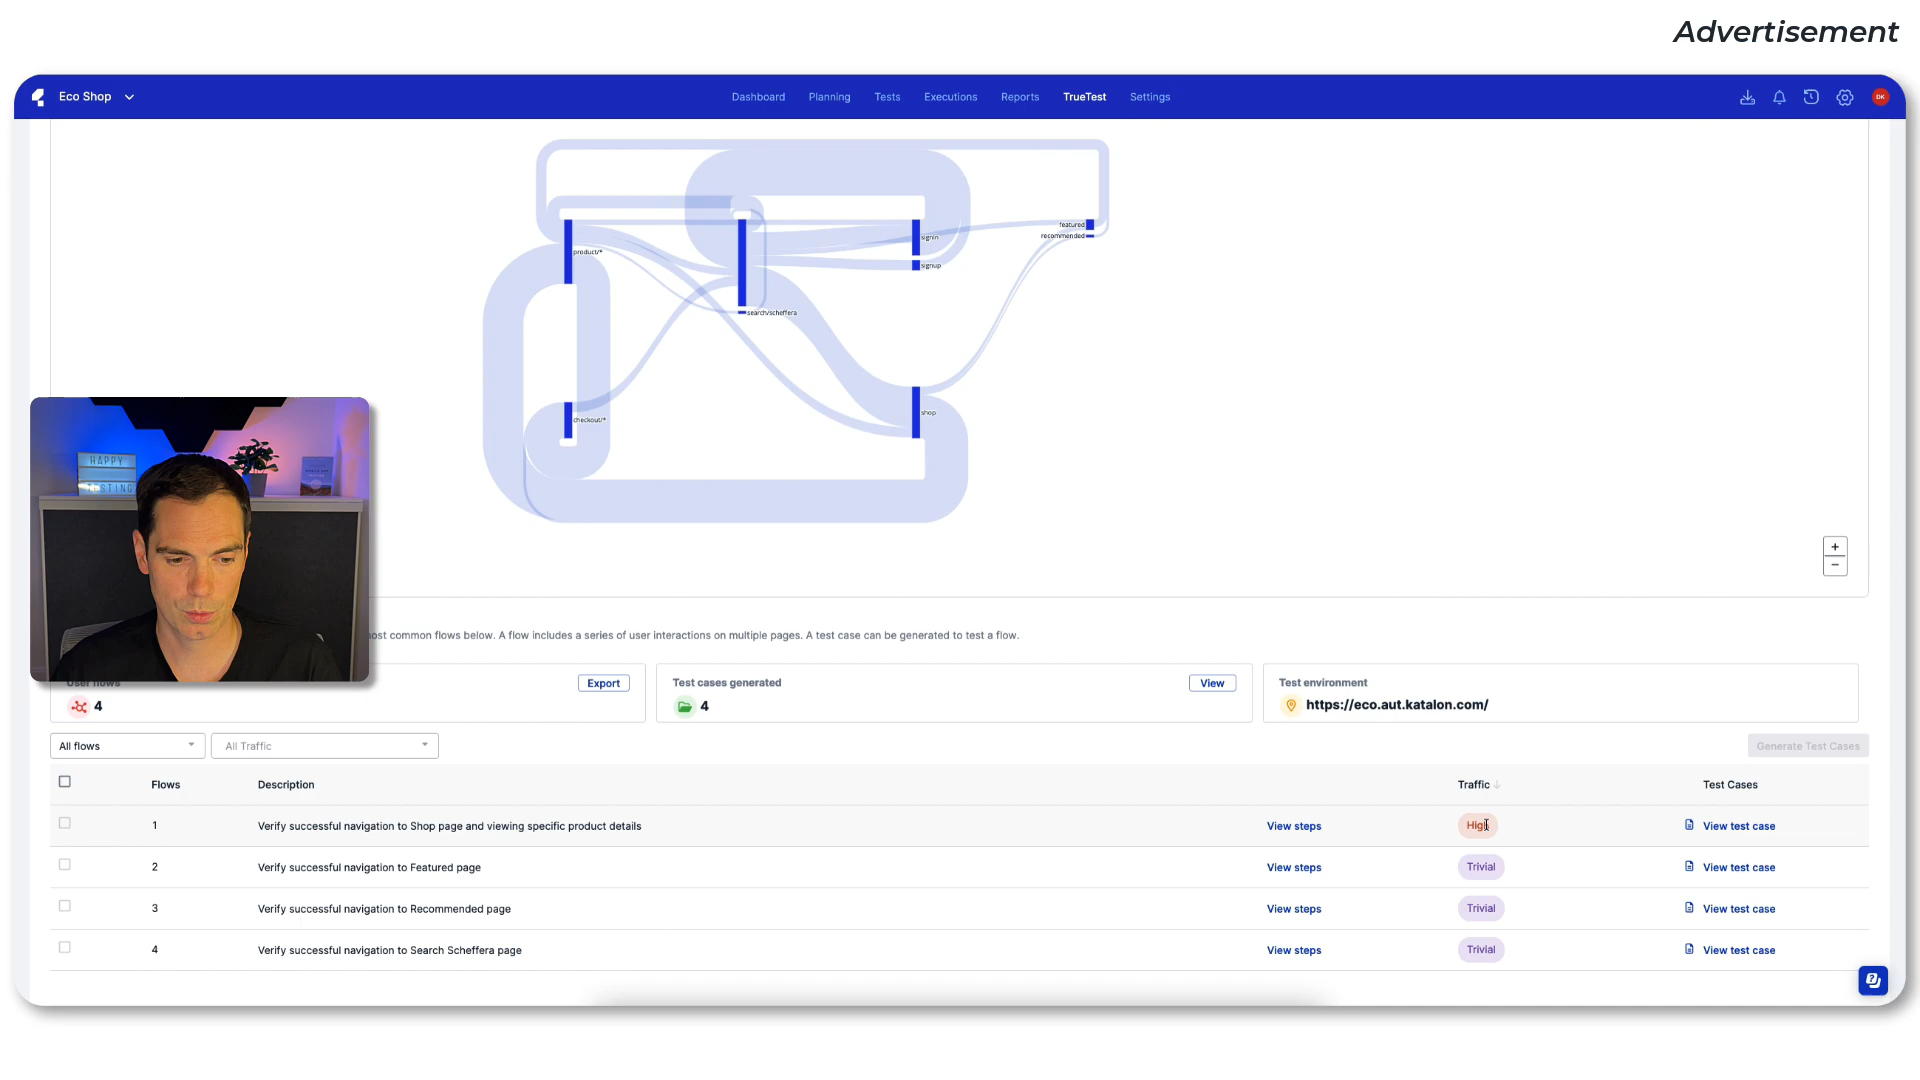 Advertisement
Eco Shop
Dashboard Planning Tests Executions Reports TrueTest Settings
DK
featured
recommended
signin
signup
product/*
search/scheffera
shop
checkout/*
HAPPY
+
−
ost common flows below. A flow includes a series of user interactions on multiple pages. A test case can be generated to test a flow.
User flows
Export
4
Test cases generated
View
4
Test environment
https://eco.aut.katalon.com/
All flows
All Traffic
Generate Test Cases
Flows Description Traffic Test Cases
1 Verify successful navigation to Shop page and viewing specific product details View steps High View test case
2 Verify successful navigation to Featured page View steps Trivial View test case
3 Verify successful navigation to Recommended page View steps Trivial View test case
4 Verify successful navigation to Search Scheffera page View steps Trivial View test case